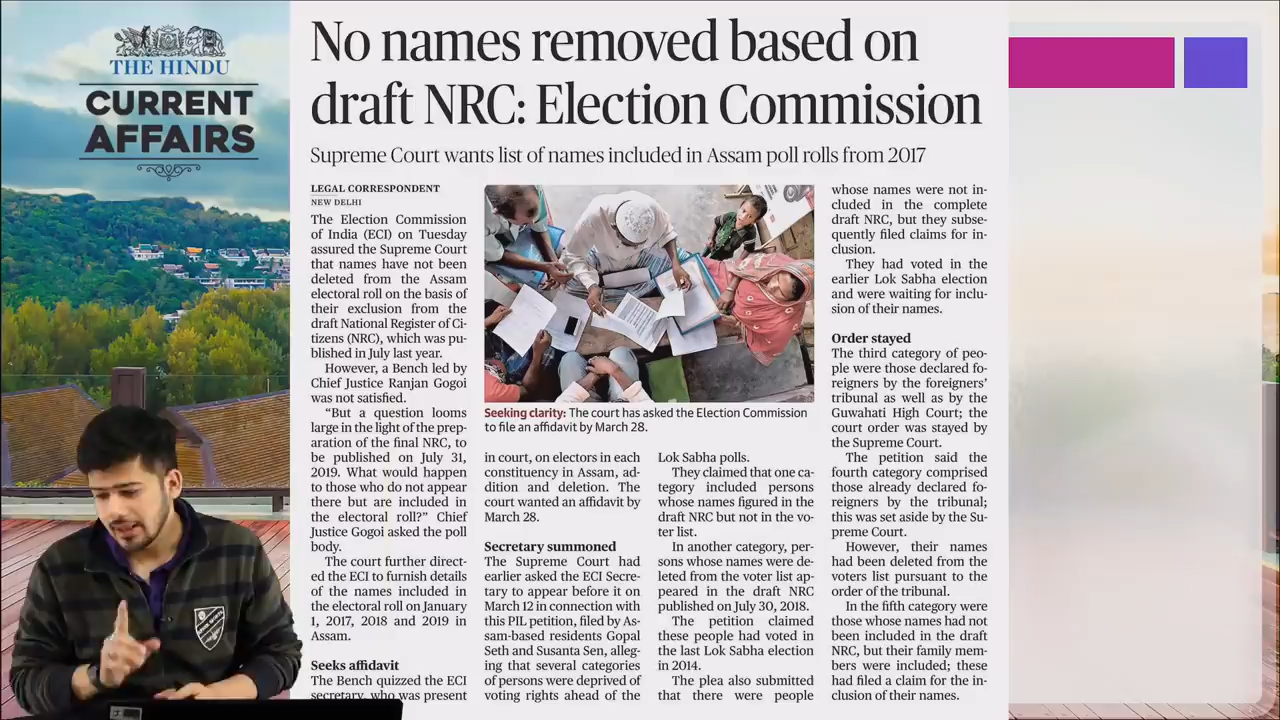 THE HINDU
CURRENT
AFFAIRS
No names removed based on
draft NRC: Election Commission
Supreme Court wants list of names included in Assam poll rolls from 2017
LEGAL CORRESPONDENT
NEW DELHI
The Election Commission
of India (ECI) on Tuesday
assured the Supreme Court
that names have not been
deleted from the Assam
electoral roll on the basis of
their exclusion from the
draft National Register of Ci-
tizens (NRC), which was pu-
blished in July last year.
However, a Bench led by
Chief Justice Ranjan Gogoi
was not satisfied.
“But a question looms
large in the light of the prep-
aration of the final NRC, to
be published on July 31,
2019. What would happen
to those who do not appear
there but are included in
the electoral roll?” Chief
Justice Gogoi asked the poll
body.
The court further direct-
ed the ECI to furnish details
of the names included in
the electoral roll on January
1, 2017, 2018 and 2019 in
Assam.
Seeks affidavit
The Bench quizzed the ECI
secretary, who was present
Seeking clarity: The court has asked the Election Commission
to file an affidavit by March 28.
in court, on electors in each
constituency in Assam, ad-
dition and deletion. The
court wanted an affidavit by
March 28.
Secretary summoned
The Supreme Court had
earlier asked the ECI Secre-
tary to appear before it on
March 12 in connection with
this PIL petition, filed by As-
sam-based residents Gopal
Seth and Susanta Sen, alleg-
ing that several categories
of persons were deprived of
voting rights ahead of the
Lok Sabha polls.
They claimed that one ca-
tegory included persons
whose names figured in the
draft NRC but not in the vo-
ter list.
In another category, per-
sons whose names were de-
leted from the voter list ap-
peared in the draft NRC
published on July 30, 2018.
The petition claimed
these people had voted in
the last Lok Sabha election
in 2014.
The plea also submitted
that there were people
whose names were not in-
cluded in the complete
draft NRC, but they subse-
quently filed claims for in-
clusion.
They had voted in the
earlier Lok Sabha election
and were waiting for inclu-
sion of their names.
Order stayed
The third category of peo-
ple were those declared fo-
reigners by the foreigners’
tribunal as well as by the
Guwahati High Court; the
court order was stayed by
the Supreme Court.
The petition said the
fourth category comprised
those already declared fo-
reigners by the tribunal;
this was set aside by the Su-
preme Court.
However, their names
had been deleted from the
voters list pursuant to the
order of the tribunal.
In the fifth category were
those whose names had not
been included in the draft
NRC, but their family mem-
bers were included; these
had filed a claim for the in-
clusion of their names.